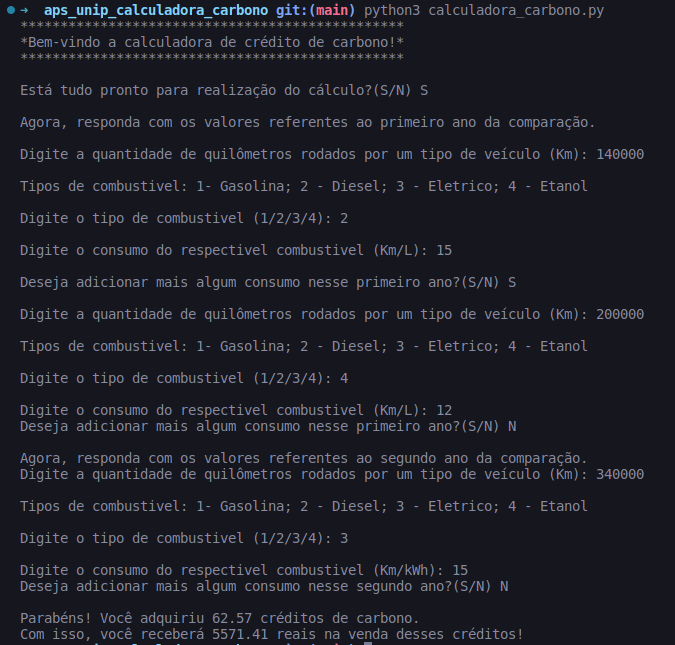 ➜  aps_unip_calculadora_carbono git:(main) python3 calculadora_carbono.py
************************************************
*Bem-vindo a calculadora de crédito de carbono!*
************************************************
Está tudo pronto para realização do cálculo?(S/N) S
Agora, responda com os valores referentes ao primeiro ano da comparação.
Digite a quantidade de quilômetros rodados por um tipo de veículo (Km): 140000
Tipos de combustivel: 1- Gasolina; 2 - Diesel; 3 - Eletrico; 4 - Etanol
Digite o tipo de combustivel (1/2/3/4): 2
Digite o consumo do respectivel combustivel (Km/L): 15
Deseja adicionar mais algum consumo nesse primeiro ano?(S/N) S
Digite a quantidade de quilômetros rodados por um tipo de veículo (Km): 200000
Tipos de combustivel: 1- Gasolina; 2 - Diesel; 3 - Eletrico; 4 - Etanol
Digite o tipo de combustivel (1/2/3/4): 4
Digite o consumo do respectivel combustivel (Km/L): 12
Deseja adicionar mais algum consumo nesse primeiro ano?(S/N) N
Agora, responda com os valores referentes ao segundo ano da comparação.
Digite a quantidade de quilômetros rodados por um tipo de veículo (Km): 340000
Tipos de combustivel: 1- Gasolina; 2 - Diesel; 3 - Eletrico; 4 - Etanol
Digite o tipo de combustivel (1/2/3/4): 3
Digite o consumo do respectivel combustivel (Km/kWh): 15
Deseja adicionar mais algum consumo nesse segundo ano?(S/N) N
Parabéns! Você adquiriu 62.57 créditos de carbono.
Com isso, você receberá 5571.41 reais na venda desses créditos!